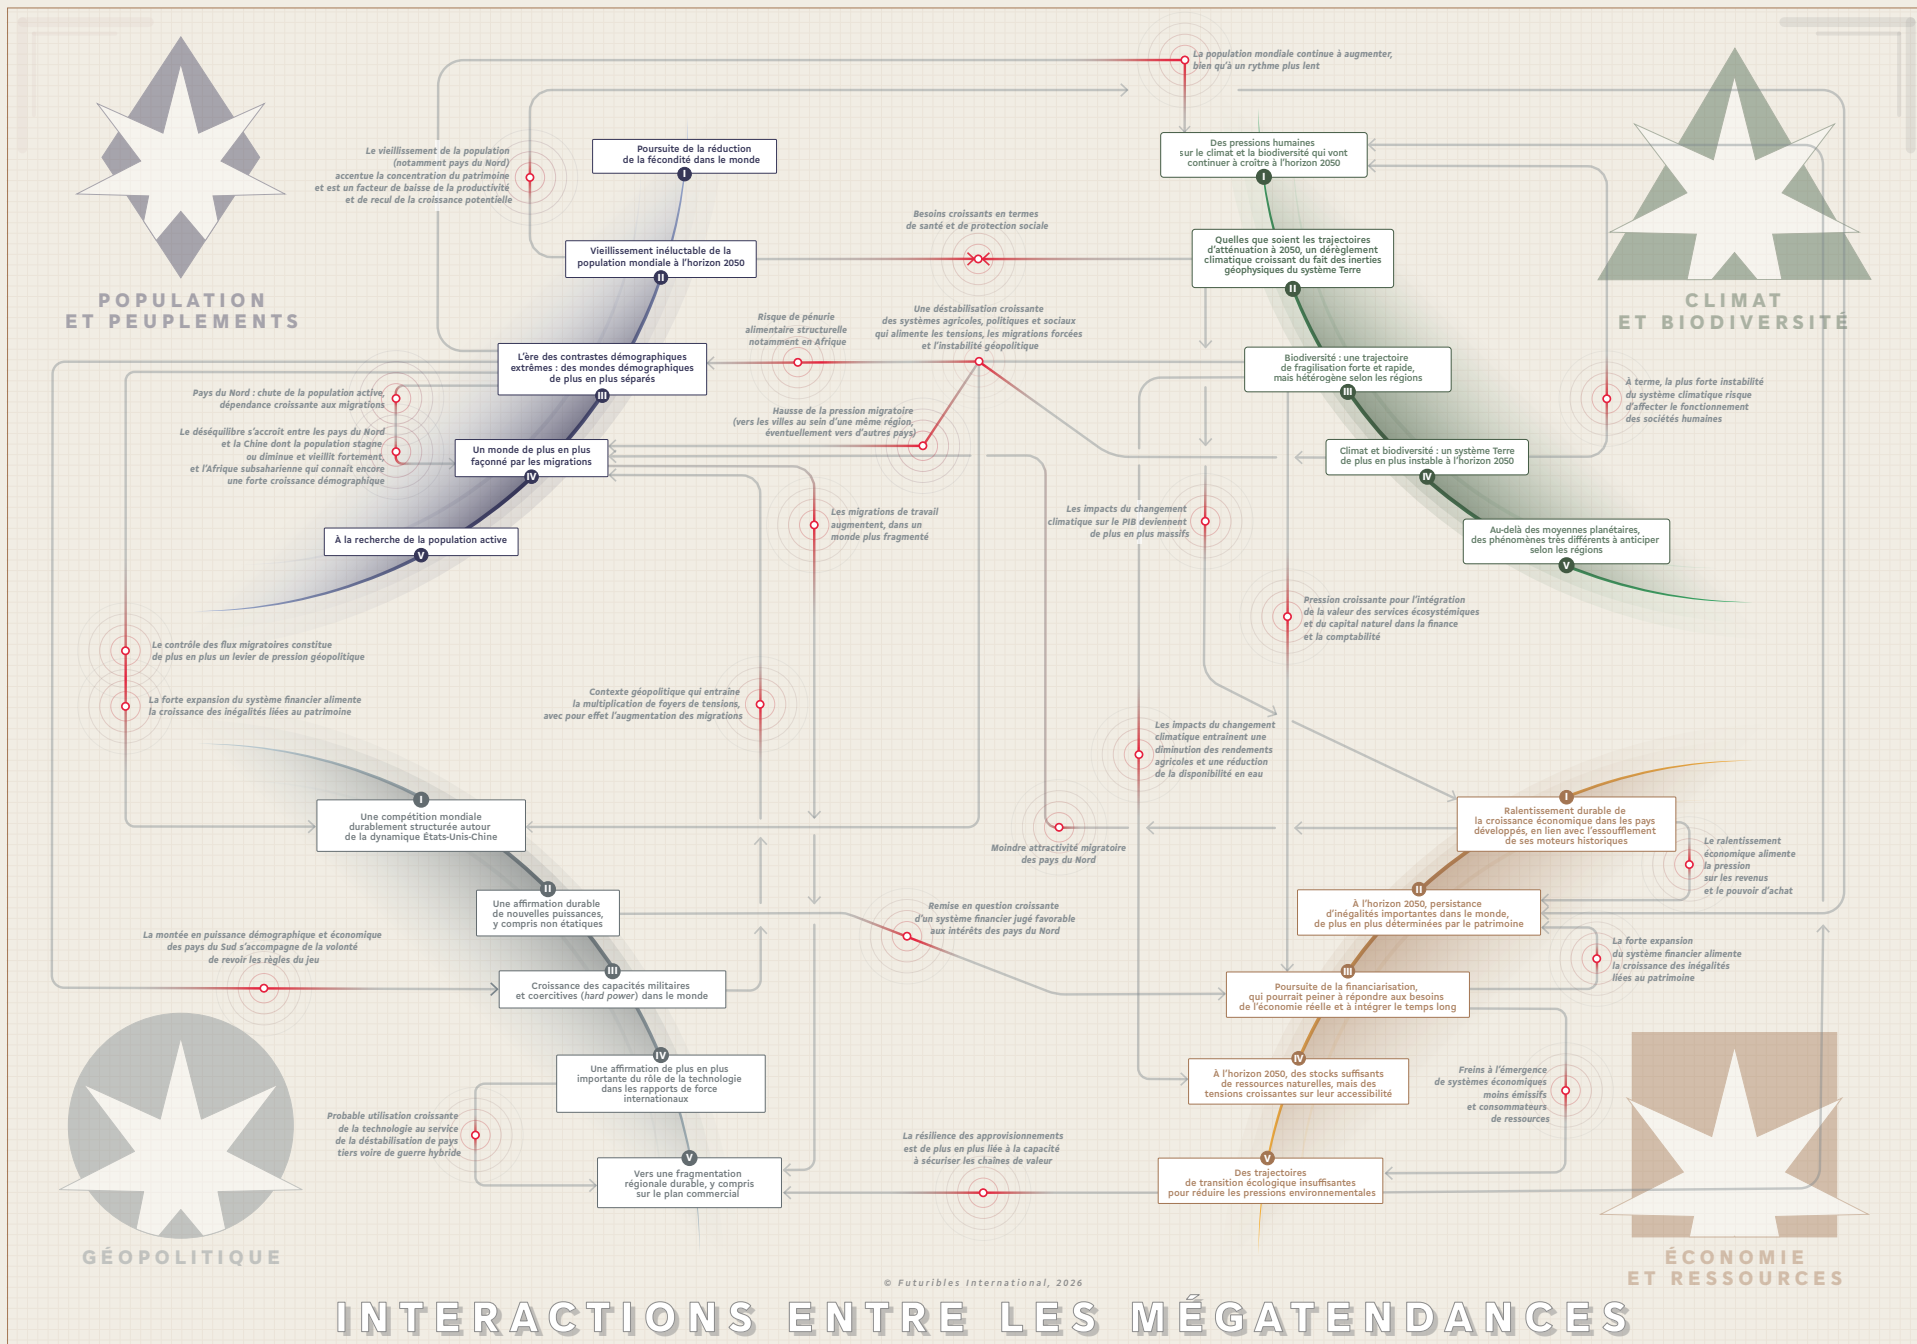 La population mondiale continue à augmenter,
bien qu'à un rythme plus lent
POPULATION
ET PEUPLEMENTS
Le vieillissement de la population
(notamment pays du Nord)
accentue la concentration du patrimoine
et est un facteur de baisse de la productivité
et de recul de la croissance potentielle
Poursuite de la réduction
de la fécondité dans le monde
I
Vieillissement inéluctable de la
population mondiale à l'horizon 2050
II
L'ère des contrastes démographiques
extrêmes : des mondes démographiques
de plus en plus séparés
III
Un monde de plus en plus
façonné par les migrations
IV
À la recherche de la population active
V
Pays du Nord : chute de la population active,
dépendance croissante aux migrations
Le déséquilibre s'accroît entre les pays du Nord
et la Chine dont la population stagne
ou diminue et vieillit fortement,
et l'Afrique subsaharienne qui connaît encore
une forte croissance démographique
Besoins croissants en termes
de santé et de protection sociale
Risque de pénurie
alimentaire structurelle
notamment en Afrique
Une déstabilisation croissante
des systèmes agricoles, politiques et sociaux
qui alimente les tensions, les migrations forcées
et l'instabilité géopolitique
Hausse de la pression migratoire
(vers les villes au sein d'une même région,
éventuellement vers d'autres pays)
Les migrations de travail
augmentent, dans un
monde plus fragmenté
CLIMAT
ET BIODIVERSITÉ
Des pressions humaines
sur le climat et la biodiversité qui vont
continuer à croître à l'horizon 2050
I
Quelles que soient les trajectoires
d'atténuation à 2050, un dérèglement
climatique croissant du fait des inerties
géophysiques du système Terre
II
Biodiversité : une trajectoire
de fragilisation forte et rapide,
mais hétérogène selon les régions
III
Climat et biodiversité : un système Terre
de plus en plus instable à l'horizon 2050
IV
Au-delà des moyennes planétaires,
des phénomènes très différents à anticiper
selon les régions
V
À terme, la plus forte instabilité
du système climatique risque
d'affecter le fonctionnement
des sociétés humaines
Les impacts du changement
climatique sur le PIB deviennent
de plus en plus massifs
Pression croissante pour l'intégration
de la valeur des services écosystémiques
et du capital naturel dans la finance
et la comptabilité
Le contrôle des flux migratoires constitue
de plus en plus un levier de pression géopolitique
La forte expansion du système financier alimente
la croissance des inégalités liées au patrimoine
Contexte géopolitique qui entraîne
la multiplication de foyers de tensions,
avec pour effet l'augmentation des migrations
Les impacts du changement
climatique entraînent une
diminution des rendements
agricoles et une réduction
de la disponibilité en eau
I
Une compétition mondiale
durablement structurée autour
de la dynamique États-Unis-Chine
II
Une affirmation durable
de nouvelles puissances,
y compris non étatiques
III
Croissance des capacités militaires
et coercitives (hard power) dans le monde
IV
Une affirmation de plus en plus
importante du rôle de la technologie
dans les rapports de force
internationaux
V
Vers une fragmentation
régionale durable, y compris
sur le plan commercial
La montée en puissance démographique et économique
des pays du Sud s'accompagne de la volonté
de revoir les règles du jeu
Probable utilisation croissante
de la technologie au service
de la déstabilisation de pays
tiers voire de guerre hybride
GÉOPOLITIQUE
Moindre attractivité migratoire
des pays du Nord
Remise en question croissante
d'un système financier jugé favorable
aux intérêts des pays du Nord
La résilience des approvisionnements
est de plus en plus liée à la capacité
à sécuriser les chaînes de valeur
I
Ralentissement durable de
la croissance économique dans les pays
développés, en lien avec l'essoufflement
de ses moteurs historiques
II
À l'horizon 2050, persistance
d'inégalités importantes dans le monde,
de plus en plus déterminées par le patrimoine
III
Poursuite de la financiarisation,
qui pourrait peiner à répondre aux besoins
de l'économie réelle et à intégrer le temps long
IV
À l'horizon 2050, des stocks suffisants
de ressources naturelles, mais des
tensions croissantes sur leur accessibilité
V
Des trajectoires
de transition écologique insuffisantes
pour réduire les pressions environnementales
Le ralentissement
économique alimente
la pression
sur les revenus
et le pouvoir d'achat
La forte expansion
du système financier alimente
la croissance des inégalités
liées au patrimoine
Freins à l'émergence
de systèmes économiques
moins émissifs
et consommateurs
de ressources
ÉCONOMIE
ET RESSOURCES
© Futuribles International, 2026
INTERACTIONS ENTRE LES MÉGATENDANCES